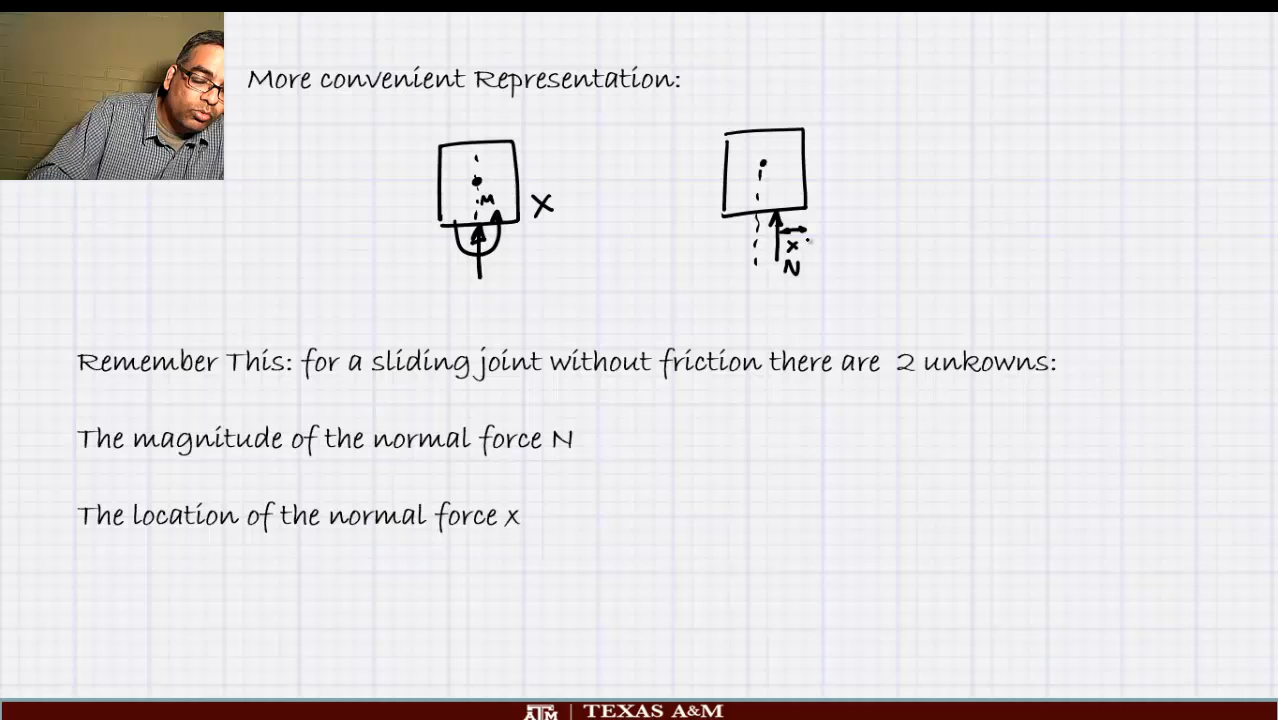 More convenient Representation:
M
X
x
N
Remember This: for a sliding joint without friction there are 2 unkowns:
The magnitude of the normal force N
The location of the normal force x
ATM | TEXAS A&M